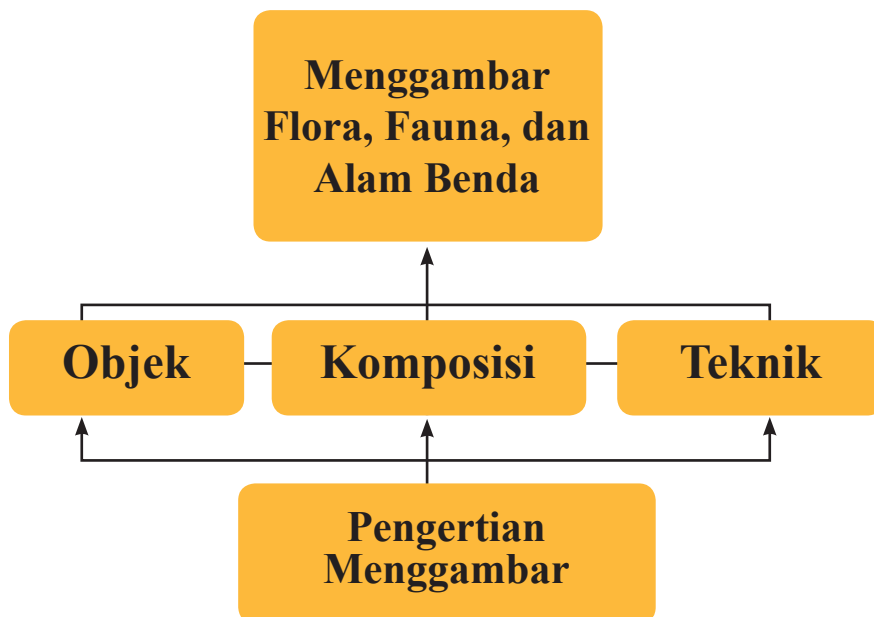 Menggambar
Flora, Fauna, dan
Alam Benda
Objek
Komposisi
Teknik
Pengertian
Menggambar